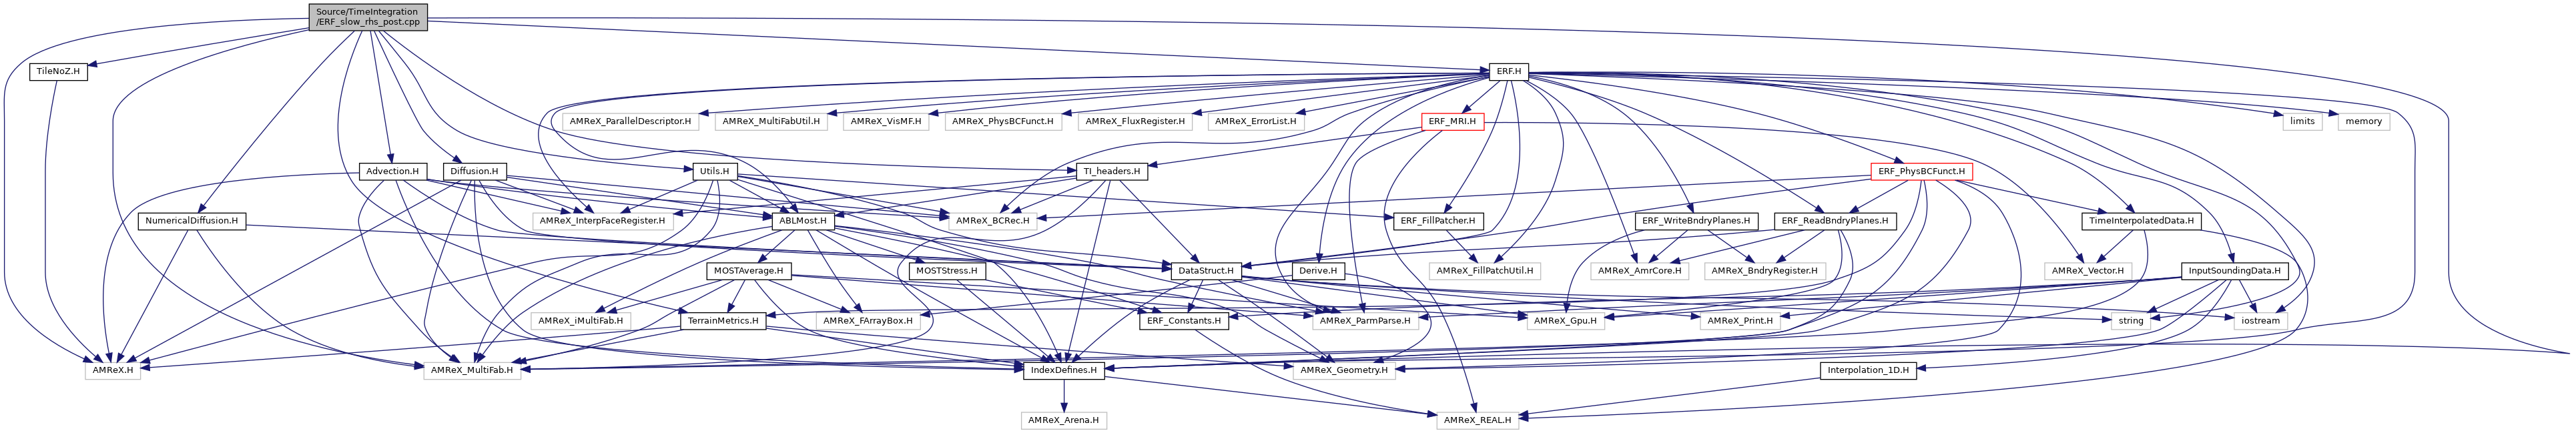 Source/TimeIntegration
/ERF_slow_rhs_post.cpp
TileNoZ.H
ERF.H
AMReX_ParallelDescriptor.H
AMReX_MultiFabUtil.H
AMReX_VisMF.H
AMReX_PhysBCFunct.H
AMReX_FluxRegister.H
AMReX_ErrorList.H
ERF_MRI.H
limits
memory
Advection.H
Diffusion.H
Utils.H
TI_headers.H
ERF_PhysBCFunct.H
NumericalDiffusion.H
AMReX_InterpFaceRegister.H
ABLMost.H
AMReX_BCRec.H
ERF_FillPatcher.H
ERF_WriteBndryPlanes.H
ERF_ReadBndryPlanes.H
TimeInterpolatedData.H
MOSTAverage.H
MOSTStress.H
DataStruct.H
Derive.H
AMReX_FillPatchUtil.H
AMReX_AmrCore.H
AMReX_BndryRegister.H
AMReX_Vector.H
InputSoundingData.H
AMReX_iMultiFab.H
TerrainMetrics.H
AMReX_FArrayBox.H
ERF_Constants.H
AMReX_ParmParse.H
AMReX_Gpu.H
AMReX_Print.H
string
iostream
AMReX.H
AMReX_MultiFab.H
IndexDefines.H
AMReX_Geometry.H
Interpolation_1D.H
AMReX_Arena.H
AMReX_REAL.H